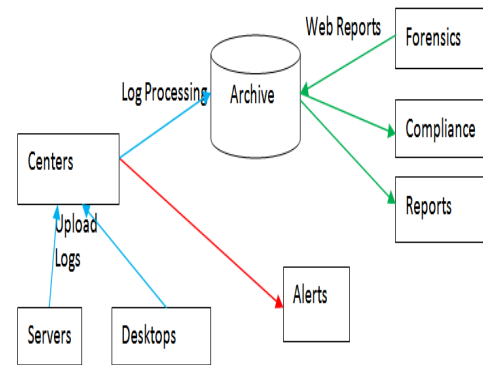 Web Reports
Forensics
Log Processing
Archive
Compliance
Centers
Reports
Upload
Logs
Alerts
Servers
Desktops